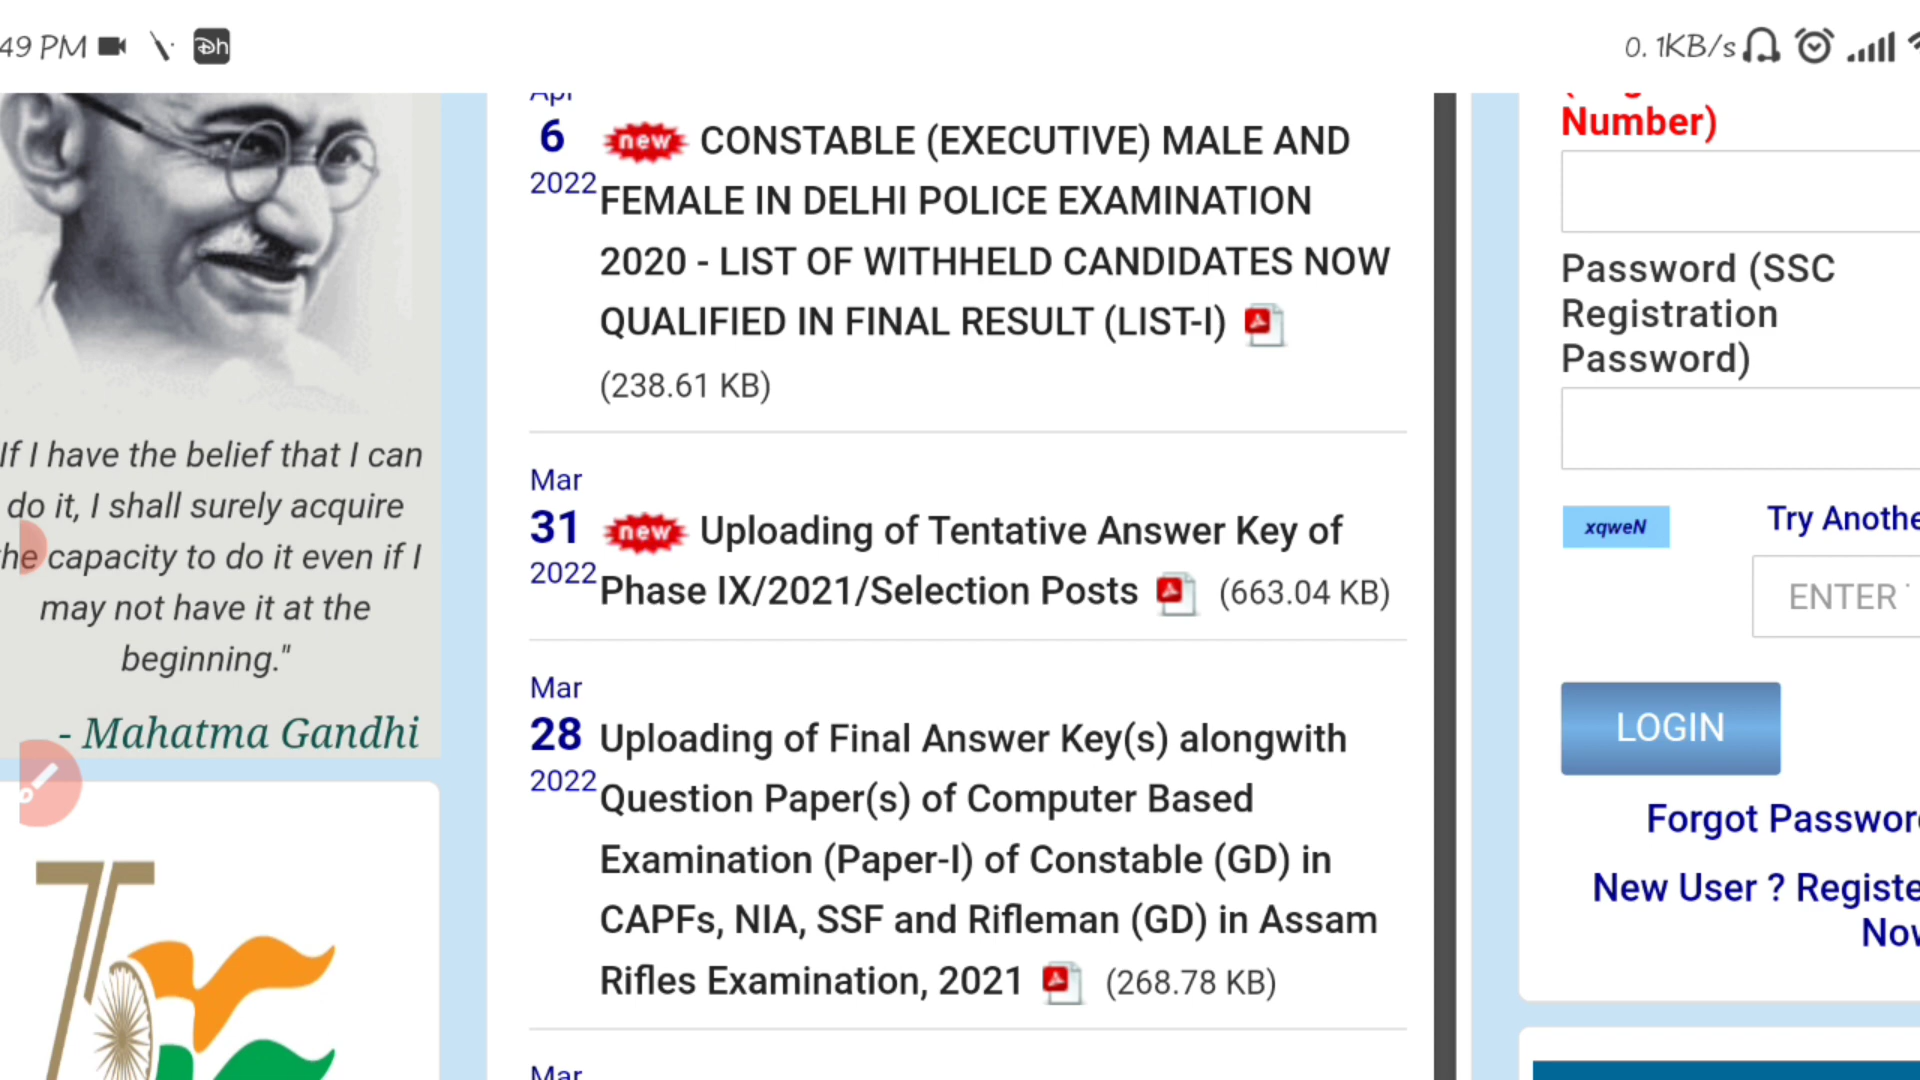 49 PM
0.1KB/s
If I have the belief that I can
do it, I shall surely acquire
he capacity to do it even if I
may not have it at the
beginning."
- Mahatma Gandhi
75
Apr
6
2022
new CONSTABLE (EXECUTIVE) MALE AND
FEMALE IN DELHI POLICE EXAMINATION
2020 - LIST OF WITHHELD CANDIDATES NOW
QUALIFIED IN FINAL RESULT (LIST-I)
(238.61 KB)
Mar
31
2022
new Uploading of Tentative Answer Key of
Phase IX/2021/Selection Posts (663.04 KB)
Mar
28
2022
Uploading of Final Answer Key(s) alongwith
Question Paper(s) of Computer Based
Examination (Paper-I) of Constable (GD) in
CAPFs, NIA, SSF and Rifleman (GD) in Assam
Rifles Examination, 2021 (268.78 KB)
Mar
Number)
Password (SSC
Registration
Password)
xqweN
Try Anothe
ENTER
LOGIN
Forgot Passwor
New User ? Registe
Nov